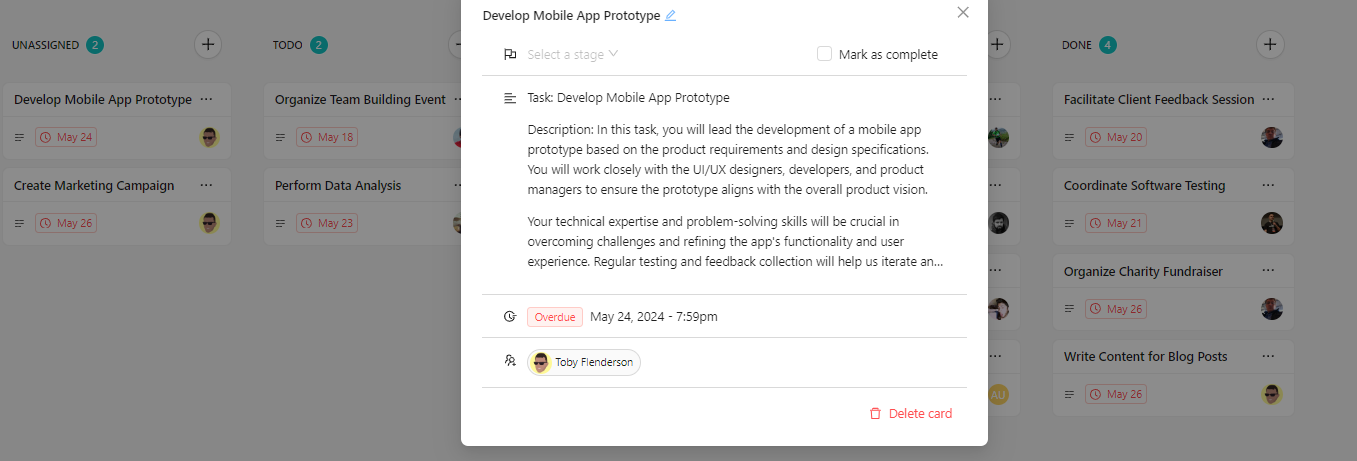 UNASSIGNED 2
TODO 2
DONE 4
Develop Mobile App Prototype
May 24
Create Marketing Campaign
May 26
Organize Team Building Event
May 18
Perform Data Analysis
May 23
Develop Mobile App Prototype
Select a stage
Mark as complete
Task: Develop Mobile App Prototype
Description: In this task, you will lead the development of a mobile app
prototype based on the product requirements and design specifications.
You will work closely with the UI/UX designers, developers, and product
managers to ensure the prototype aligns with the overall product vision.
Your technical expertise and problem-solving skills will be crucial in
overcoming challenges and refining the app's functionality and user
experience. Regular testing and feedback collection will help us iterate an...
Overdue May 24, 2024 - 7:59pm
Toby Flenderson
Delete card
AU
Facilitate Client Feedback Session
May 20
Coordinate Software Testing
May 21
Organize Charity Fundraiser
May 26
Write Content for Blog Posts
May 26